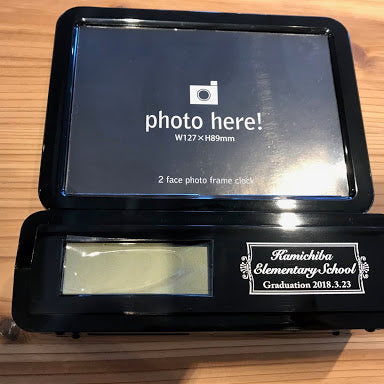 photo here!
W127×H89mm
2 face photo frame clock
Kamichiba
Elementary School
Graduation 2018.3.23